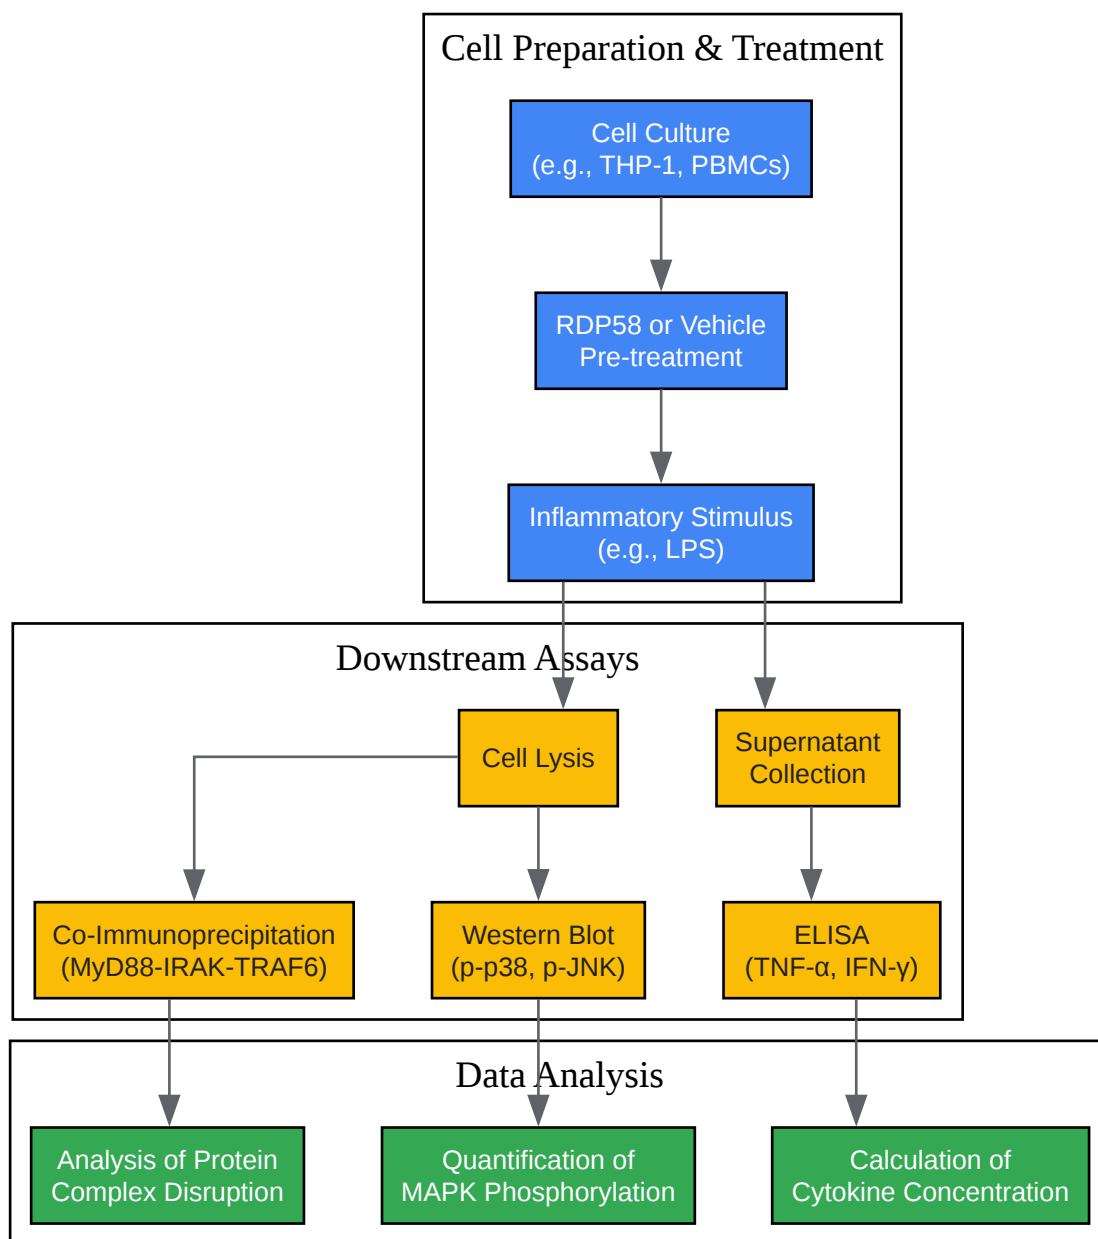 Cell Preparation & Treatment
Cell Culture
(e.g., THP-1, PBMCs)
RDP58 or Vehicle
Pre-treatment
Inflammatory Stimulus
(e.g., LPS)
Downstream Assays
Cell Lysis
Supernatant
Collection
Co-Immunoprecipitation
(MyD88-IRAK-TRAF6)
Western Blot
(p-p38, p-JNK)
ELISA
(TNF-α, IFN-γ)
Data Analysis
Analysis of Protein
Complex Disruption
Quantification of
MAPK Phosphorylation
Calculation of
Cytokine Concentration